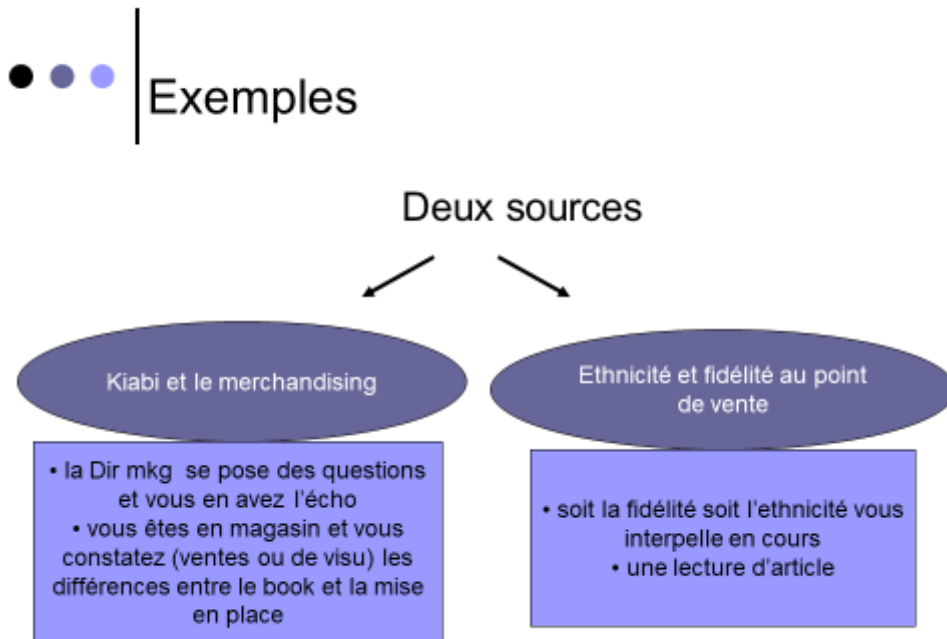 Exemples
Deux sources
Kiabi et le merchandising
• la Dir mkg se pose des questions
et vous en avez l'écho
• vous êtes en magasin et vous
constatez (ventes ou de visu) les
différences entre le book et la mise
en place
Ethnicité et fidélité au point
de vente
• soit la fidélité soit l'ethnicité vous
interpelle en cours
• une lecture d'article